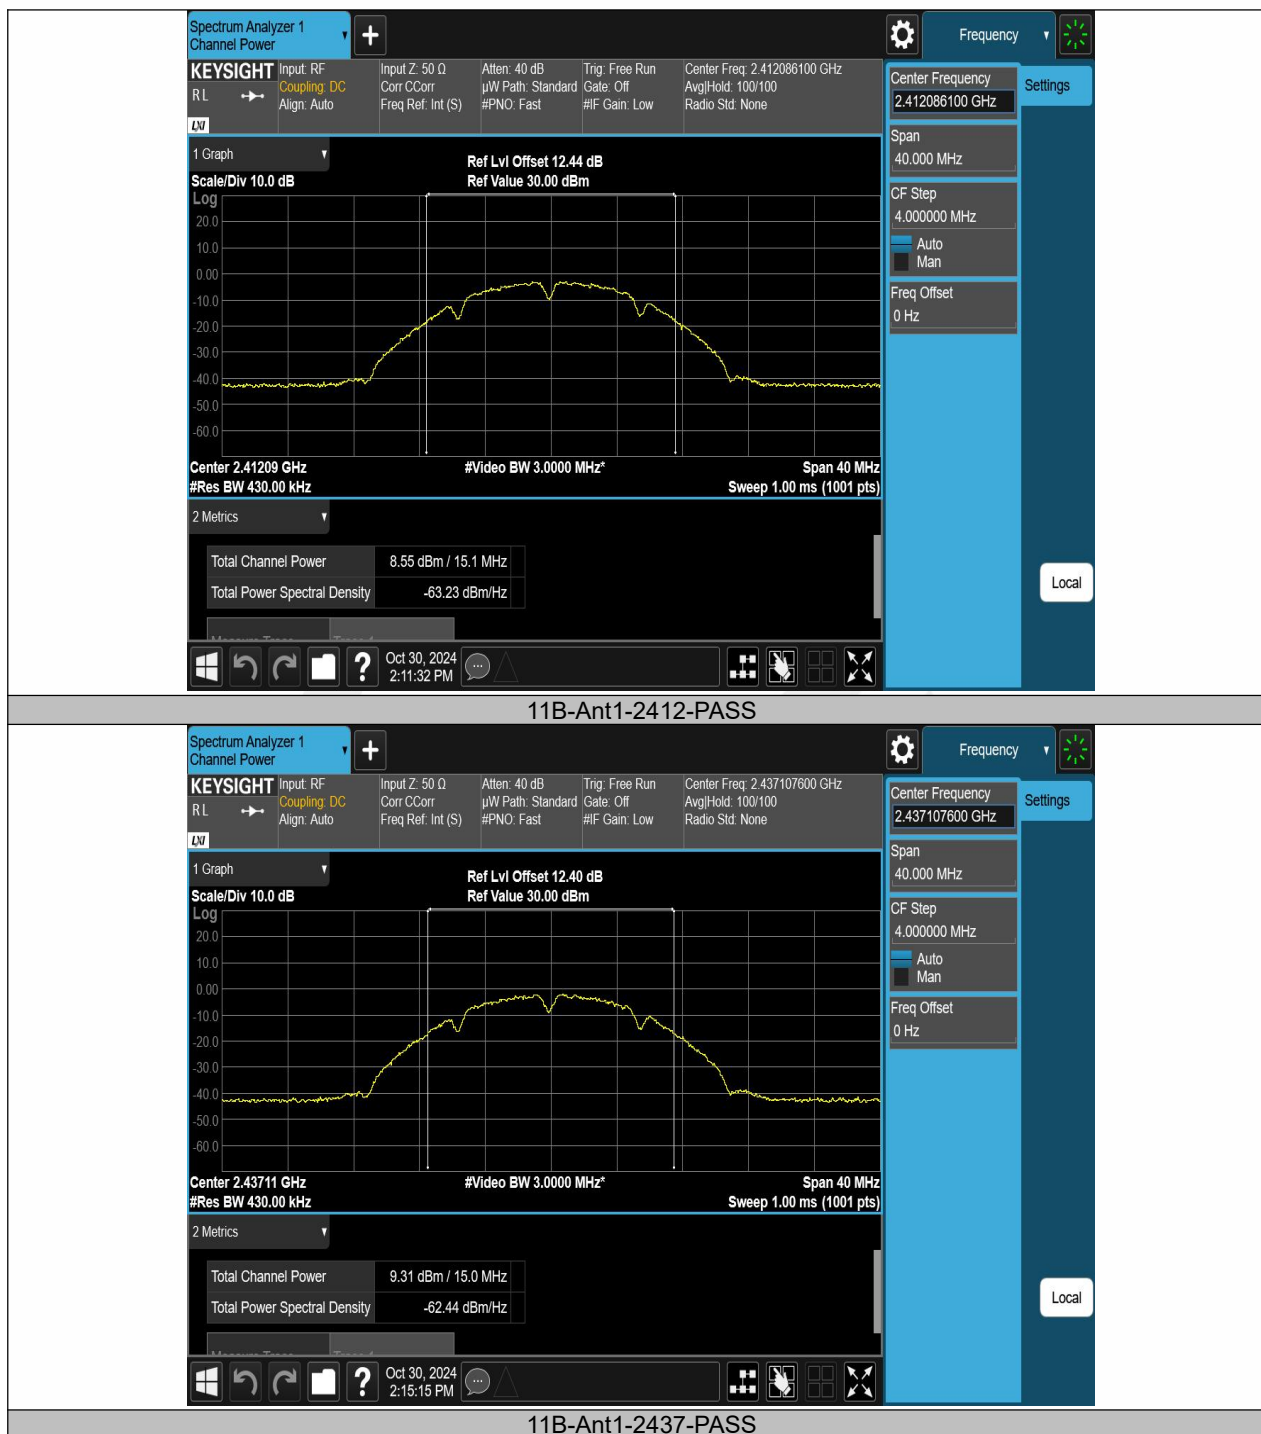 Spectrum Analyzer 1
Channel Power
Frequency
KEYSIGHT
R L
LXI
Input: RF
Coupling: DC
Align: Auto
Input Z: 50 Ω
Corr CCorr
Freq Ref: Int (S)
Atten: 40 dB
µW Path: Standard
#PNO: Fast
Trig: Free Run
Gate: Off
#IF Gain: Low
Center Freq: 2.412086100 GHz
Avg|Hold: 100/100
Radio Std: None
Center Frequency
2.412086100 GHz
Settings
Span
40.000 MHz
CF Step
4.000000 MHz
Auto
Man
Freq Offset
0 Hz
Local
1 Graph
Scale/Div 10.0 dB
Ref Lvl Offset 12.44 dB
Ref Value 30.00 dBm
Log
20.0
10.0
0.00
-10.0
-20.0
-30.0
-40.0
-50.0
-60.0
Center 2.41209 GHz
#Video BW 3.0000 MHz*
Span 40 MHz
#Res BW 430.00 kHz
Sweep 1.00 ms (1001 pts)
2 Metrics
Total Channel Power 8.55 dBm / 15.1 MHz
Total Power Spectral Density -63.23 dBm/Hz
?
Oct 30, 2024
2:11:32 PM
11B-Ant1-2412-PASS
Spectrum Analyzer 1
Channel Power
Frequency
KEYSIGHT
R L
LXI
Input: RF
Coupling: DC
Align: Auto
Input Z: 50 Ω
Corr CCorr
Freq Ref: Int (S)
Atten: 40 dB
µW Path: Standard
#PNO: Fast
Trig: Free Run
Gate: Off
#IF Gain: Low
Center Freq: 2.437107600 GHz
Avg|Hold: 100/100
Radio Std: None
Center Frequency
2.437107600 GHz
Settings
Span
40.000 MHz
CF Step
4.000000 MHz
Auto
Man
Freq Offset
0 Hz
Local
1 Graph
Scale/Div 10.0 dB
Ref Lvl Offset 12.40 dB
Ref Value 30.00 dBm
Log
20.0
10.0
0.00
-10.0
-20.0
-30.0
-40.0
-50.0
-60.0
Center 2.43711 GHz
#Video BW 3.0000 MHz*
Span 40 MHz
#Res BW 430.00 kHz
Sweep 1.00 ms (1001 pts)
2 Metrics
Total Channel Power 9.31 dBm / 15.0 MHz
Total Power Spectral Density -62.44 dBm/Hz
?
Oct 30, 2024
2:15:15 PM
11B-Ant1-2437-PASS